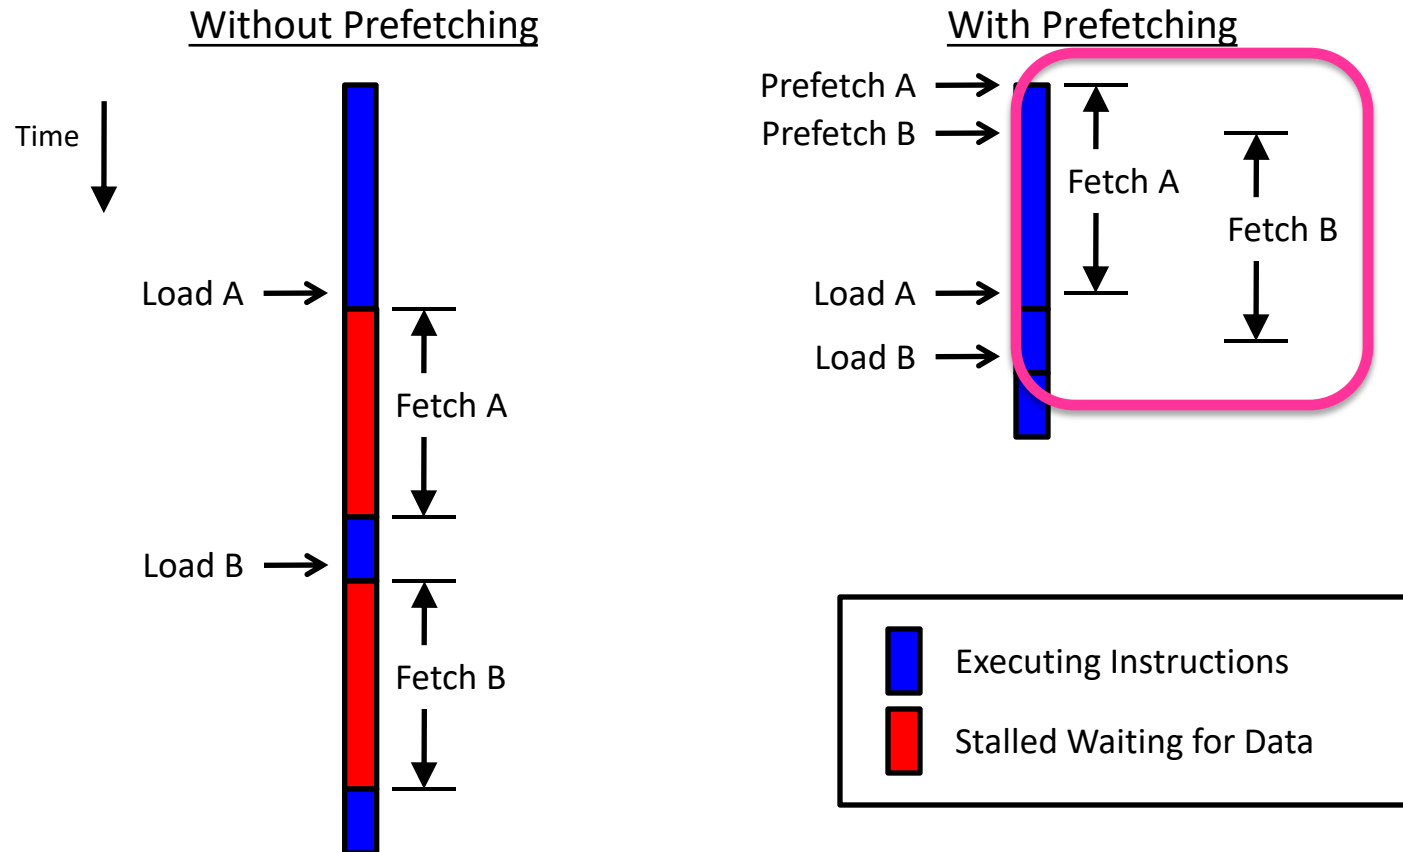 Without Prefetching
Time
Load A
Fetch A
Load B
Fetch B
With Prefetching
Prefetch A
Prefetch B
Fetch A
Fetch B
Load A
Load B
Executing Instructions
Stalled Waiting for Data